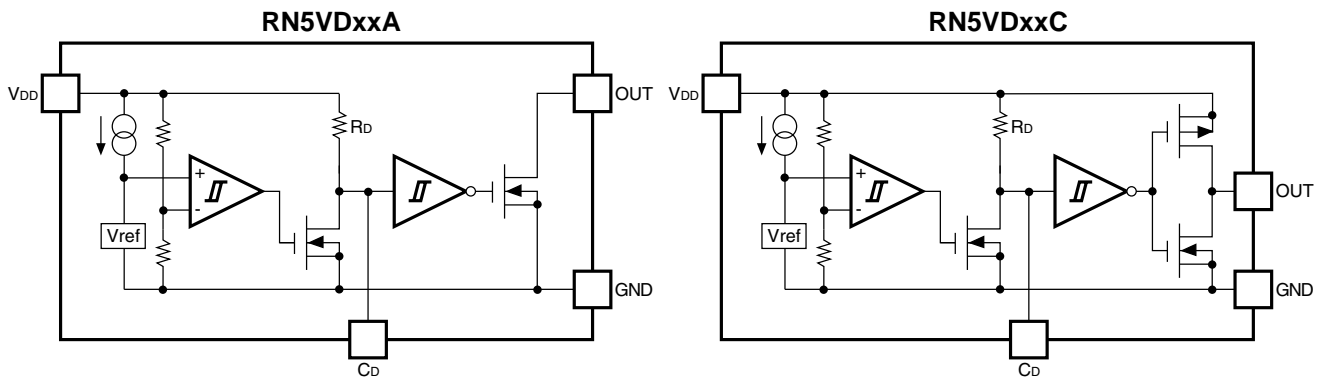 RN5VDxxA
VDD
OUT
RD
+
-
Vref
GND
CD
RN5VDxxC
VDD
RD
+
-
OUT
Vref
GND
CD